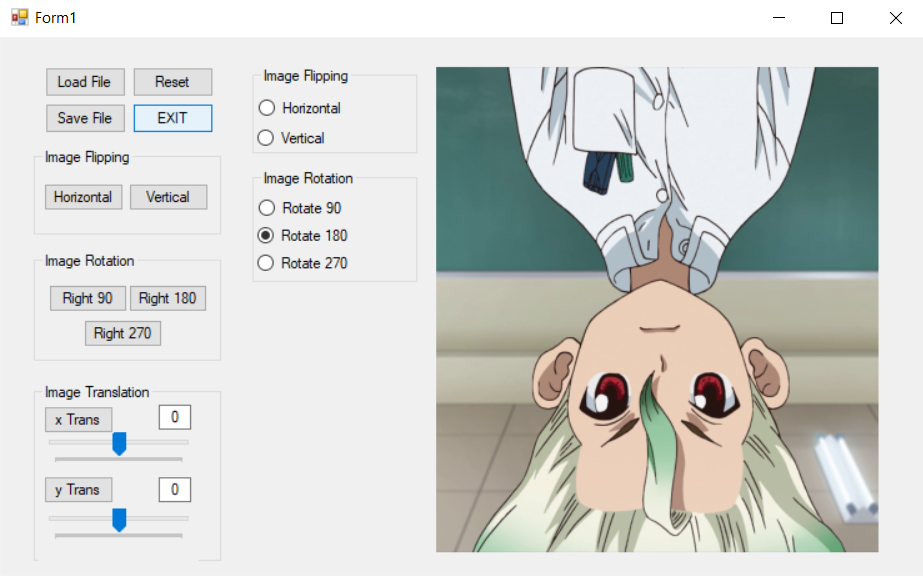 Form1
Load File
Reset
Save File
EXIT
Image Flipping
Horizontal
Vertical
Image Rotation
Right 90
Right 180
Right 270
Image Translation
x Trans
0
y Trans
0
Image Flipping
Horizontal
Vertical
Image Rotation
Rotate 90
Rotate 180
Rotate 270